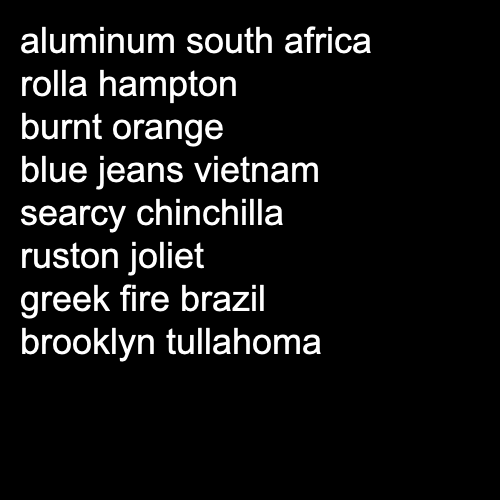 aluminum south africa
rolla hampton
burnt orange
blue jeans vietnam
searcy chinchilla
ruston joliet
greek fire brazil
brooklyn tullahoma